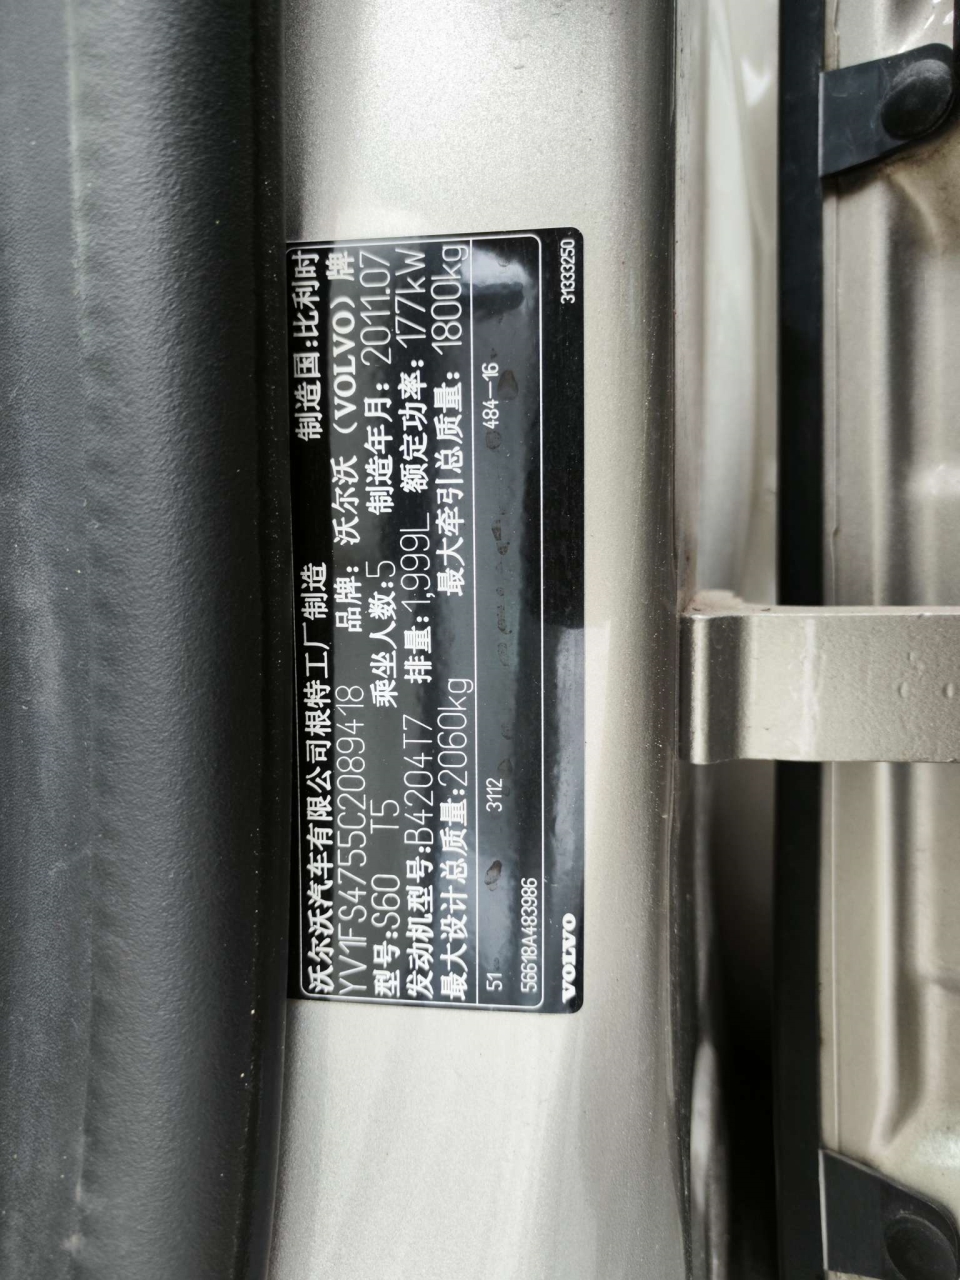 沃尔沃汽车有限公司根特工厂制造 制造国:比利时
YV1FS4755C2089418 品牌: 沃尔沃（VOLVO）牌
型号:S60 T5 乘坐人数:5 制造年月: 2011.07
发动机型号:B4204T7 排量:1,999L 额定功率: 177kW
最大设计总质量:2060kg 最大牵引总质量: 1800kg
51 3112 484-16
56618A483986
VOLVO 31333250